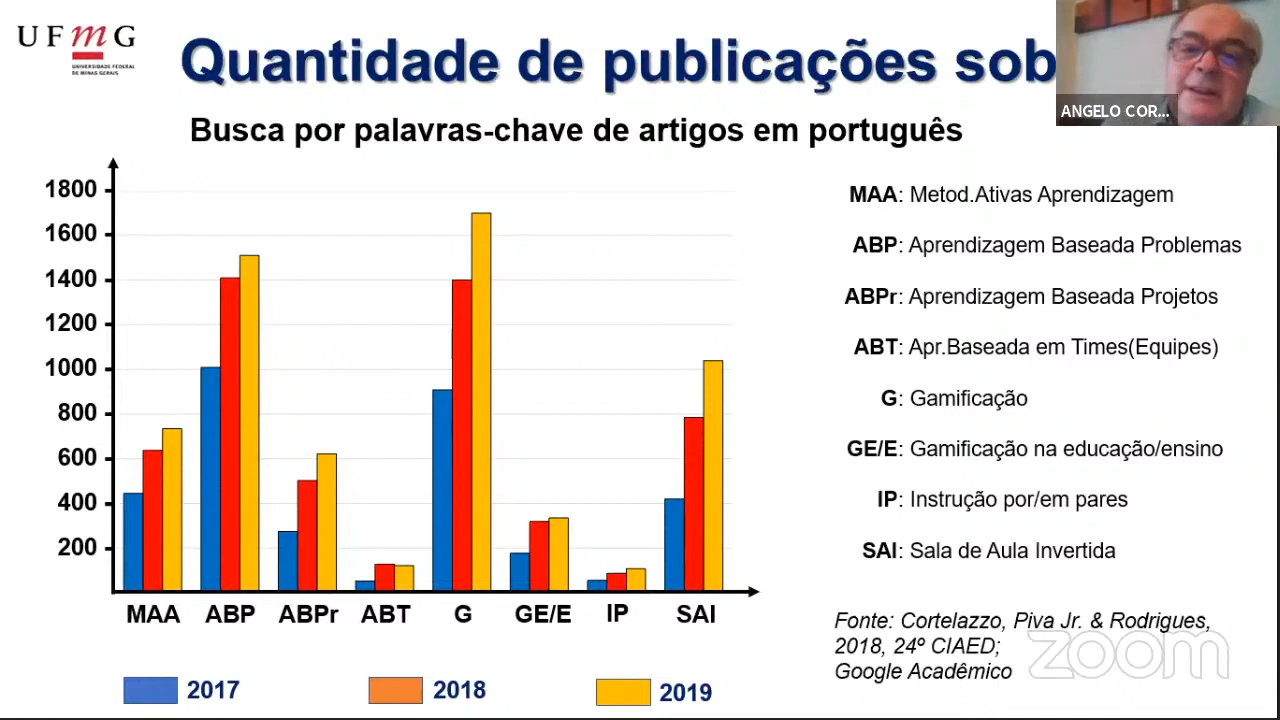 UFmG
UNIVERSIDADE FEDERAL
DE MINAS GERAIS
Quantidade de publicações sob
ANGELO COR...
Busca por palavras-chave de artigos em português
1800
1600
1400
1200
1000
800
600
400
200
MAA
ABP
ABPr
ABT
G
GE/E
IP
SAI
2017
2018
2019
MAA: Metod.Ativas Aprendizagem
ABP: Aprendizagem Baseada Problemas
ABPr: Aprendizagem Baseada Projetos
ABT: Apr.Baseada em Times(Equipes)
G: Gamificação
GE/E: Gamificação na educação/ensino
IP: Instrução por/em pares
SAI: Sala de Aula Invertida
Fonte: Cortelazzo, Piva Jr. & Rodrigues,
2018, 24º CIAED;
Google Acadêmico
zoom